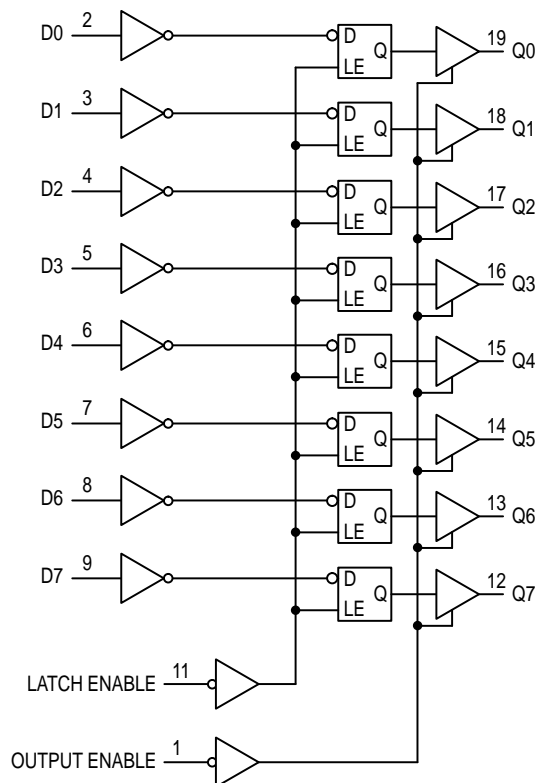 D0 2 D Q LE 19 Q0
D1 3 D Q LE 18 Q1
D2 4 D Q LE 17 Q2
D3 5 D Q LE 16 Q3
D4 6 D Q LE 15 Q4
D5 7 D Q LE 14 Q5
D6 8 D Q LE 13 Q6
D7 9 D Q LE 12 Q7
LATCH ENABLE 11
OUTPUT ENABLE 1